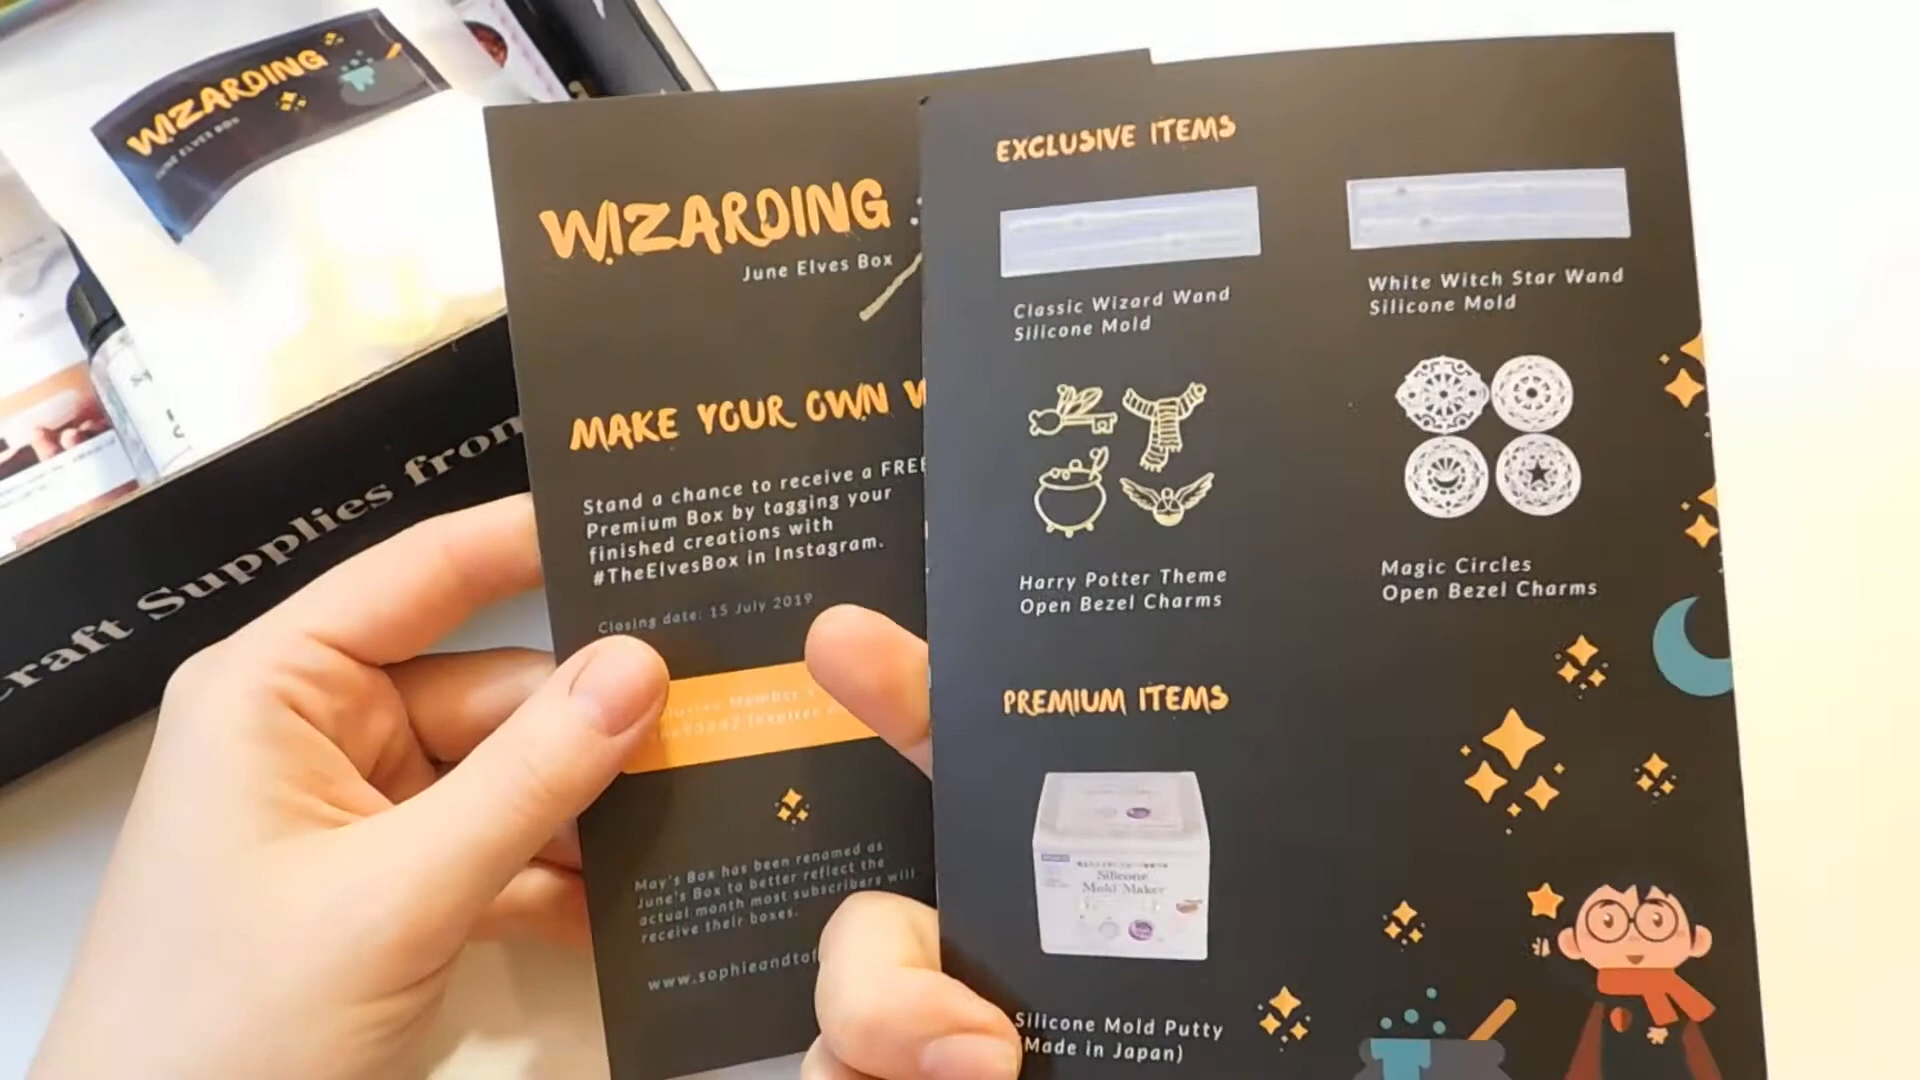 WIZARDING
JUNE ELVES BOX
Craft Supplies from
WIZARDING
June Elves Box
MAKE YOUR OWN
Stand a chance to receive a FREE
Premium Box by tagging your
finished creations with
#TheElvesBox in Instagram.
Closing date: 15 July 2019
Member
May's Box has been renamed as
June's Box to better reflect the
actual month most subscribers will
receive their boxes.
www.sophieandtof
EXCLUSIVE ITEMS
Classic Wizard Wand
Silicone Mold
White Witch Star Wand
Silicone Mold
Harry Potter Theme
Open Bezel Charms
Magic Circles
Open Bezel Charms
PREMIUM ITEMS
Silicone
Mold Maker
Silicone Mold Putty
(Made in Japan)